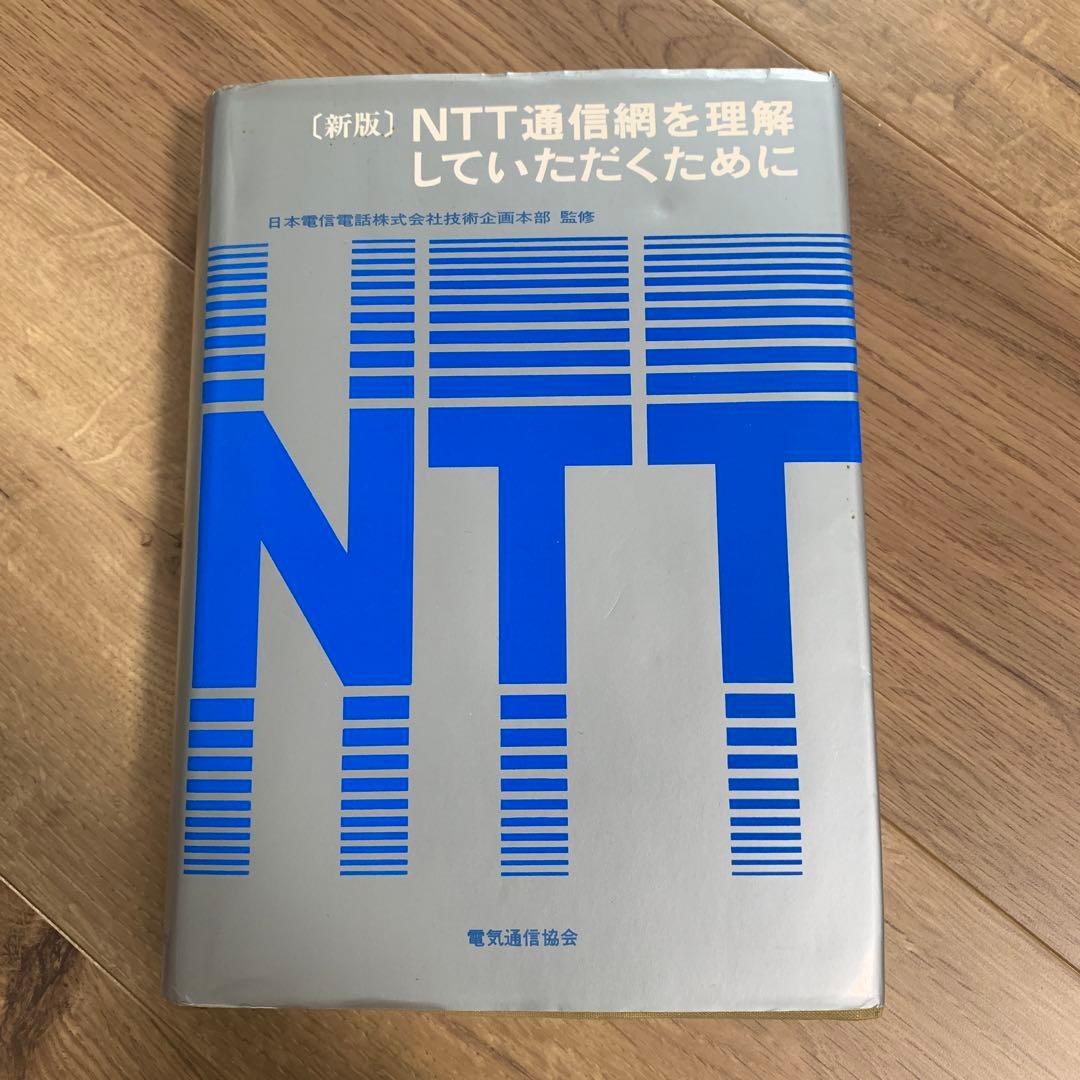 〔新版〕 NTT通信網を理解
していただくために
日本電信電話株式会社技術企画本部 監修
NTT
電気通信協会